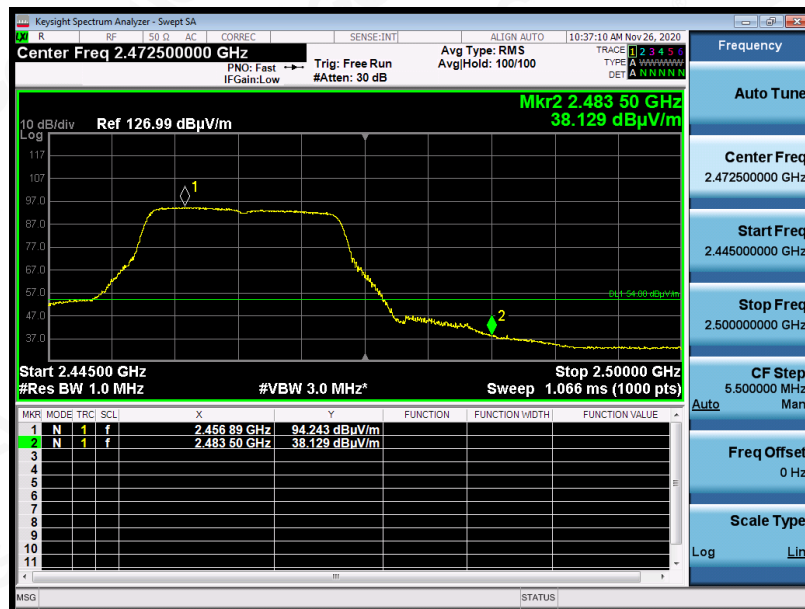 Keysight Spectrum Analyzer - Swept SA
LXI R RF 50 Ω AC CORREC SENSE:INT ALIGN AUTO 10:37:10 AM Nov 26, 2020
Center Freq 2.472500000 GHz
PNO: Fast
IFGain:Low
Trig: Free Run
#Atten: 30 dB
Avg Type: RMS
Avg|Hold: 100/100
TRACE 1 2 3 4 5 6
TYPE A WWWWW
DET A N N N N N
Mkr2 2.483 50 GHz
38.129 dBµV/m
10 dB/div Ref 126.99 dBµV/m
Log
117
107
97.0
87.0
77.0
67.0
57.0
47.0
37.0
1
2
DL1 54.00 dBµV/m
Start 2.44500 GHz Stop 2.50000 GHz
#Res BW 1.0 MHz #VBW 3.0 MHz* Sweep 1.066 ms (1000 pts)
MKR MODE TRC SCL X Y FUNCTION FUNCTION WIDTH FUNCTION VALUE
1 N 1 f 2.456 89 GHz 94.243 dBµV/m
2 N 1 f 2.483 50 GHz 38.129 dBµV/m
3
4
5
6
7
8
9
10
11
MSG STATUS
Frequency
Auto Tune
Center Freq
2.472500000 GHz
Start Freq
2.445000000 GHz
Stop Freq
2.500000000 GHz
CF Step
5.500000 MHz
Auto Man
Freq Offset
0 Hz
Scale Type
Log Lin